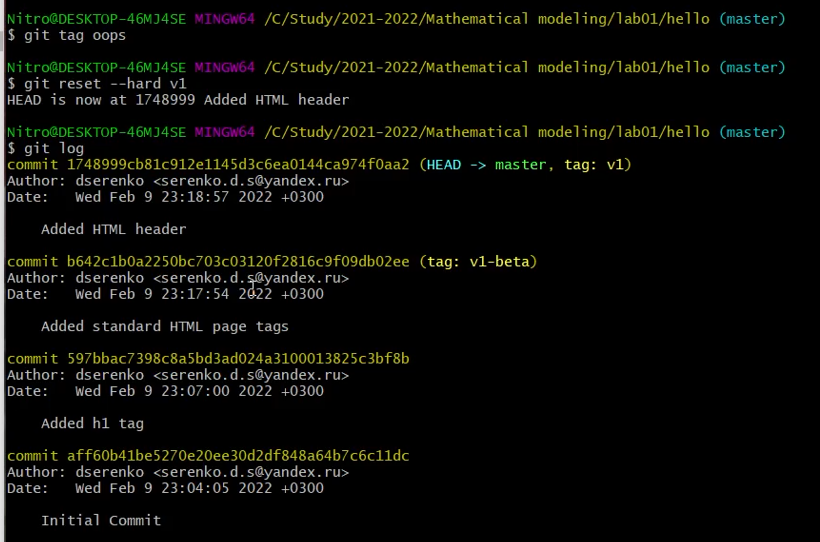 Nitro@DESKTOP-46MJ4SE MINGW64 /C/Study/2021-2022/Mathematical modeling/lab01/hello (master)
$ git tag oops
Nitro@DESKTOP-46MJ4SE MINGW64 /C/Study/2021-2022/Mathematical modeling/lab01/hello (master)
$ git reset --hard v1
HEAD is now at 1748999 Added HTML header
Nitro@DESKTOP-46MJ4SE MINGW64 /C/Study/2021-2022/Mathematical modeling/lab01/hello (master)
$ git log
commit 1748999cb81c912e1145d3c6ea0144ca974f0aa2 (HEAD -> master, tag: v1)
Author: dserenko <serenko.d.s@yandex.ru>
Date:   Wed Feb 9 23:18:57 2022 +0300
Added HTML header
commit b642c1b0a2250bc703c03120f2816c9f09db02ee (tag: v1-beta)
Author: dserenko <serenko.d.s@yandex.ru>
Date:   Wed Feb 9 23:17:54 2022 +0300
Added standard HTML page tags
commit 597bbac7398c8a5bd3ad024a3100013825c3bf8b
Author: dserenko <serenko.d.s@yandex.ru>
Date:   Wed Feb 9 23:07:00 2022 +0300
Added h1 tag
commit aff60b41be5270e20ee30d2df848a64b7c6c11dc
Author: dserenko <serenko.d.s@yandex.ru>
Date:   Wed Feb 9 23:04:05 2022 +0300
Initial Commit